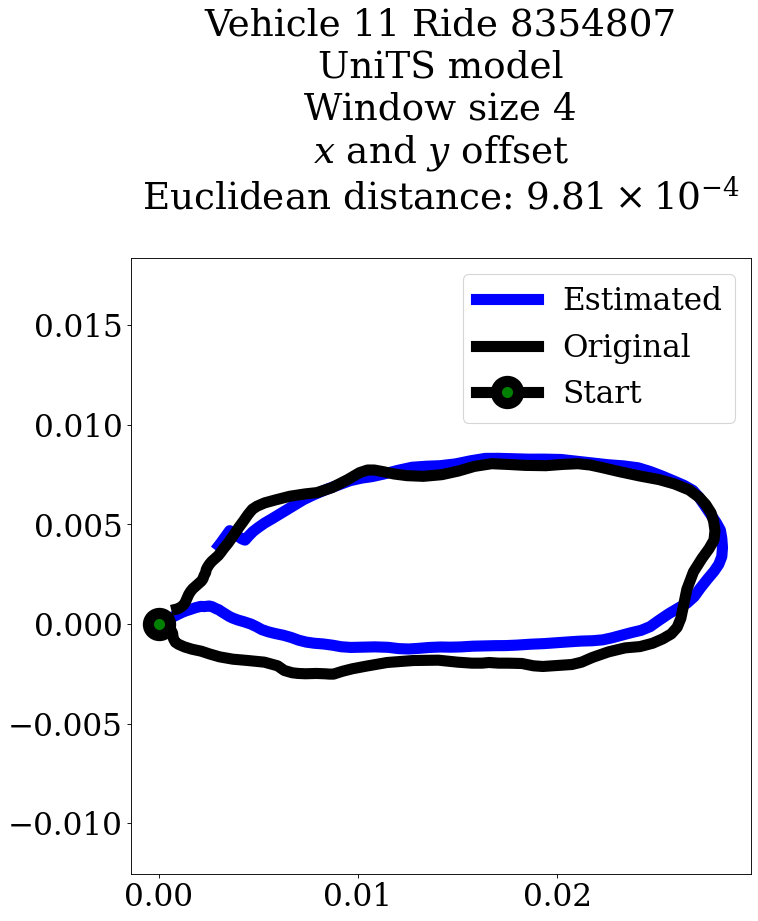 Vehicle 11 Ride 8354807
UniTS model
Window size 4
x and y offset
Euclidean distance: 9.81 × 10⁻⁴
Estimated
Original
Start
0.015
0.010
0.005
0.000
−0.005
−0.010
0.00 0.01 0.02